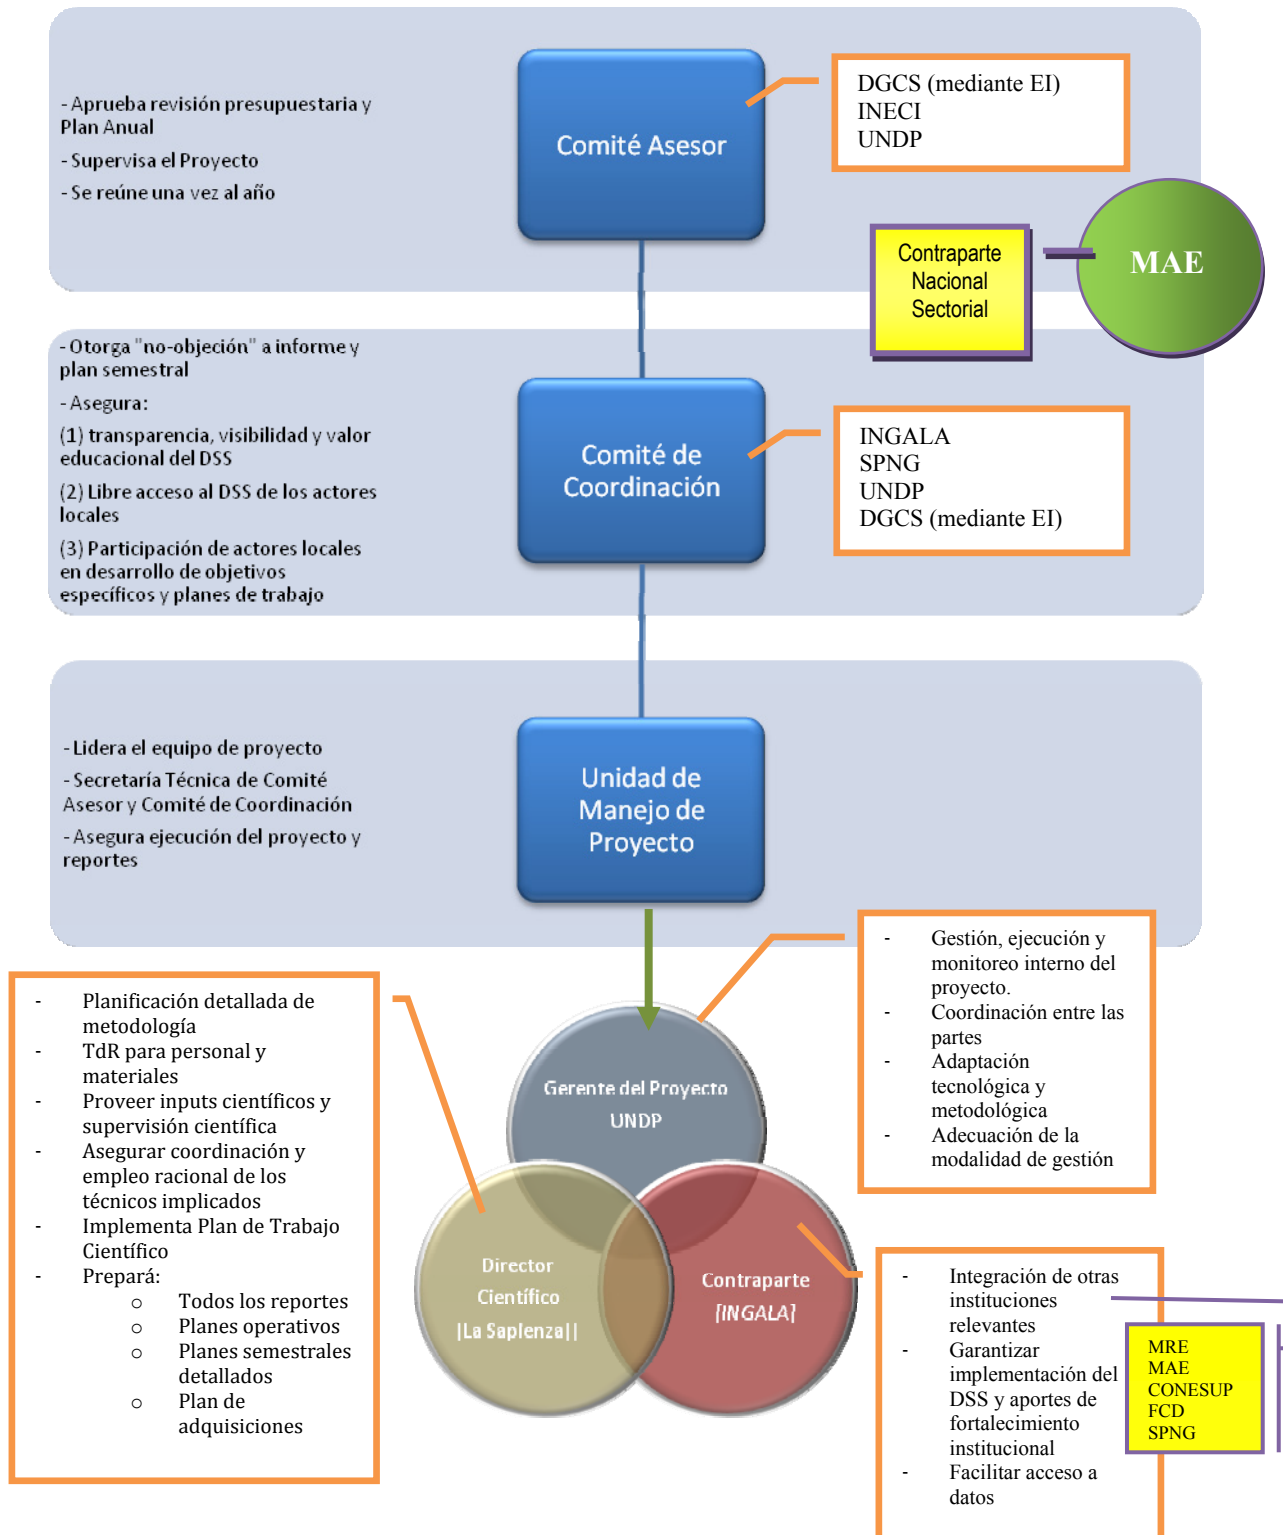 - Aprueba revisión presupuestaria y
Plan Anual
- Supervisa el Proyecto
- Se reúne una vez al año
Comité Asesor
DGCS (mediante EI)
INECI
UNDP
Contraparte
Nacional
Sectorial
MAE
- Otorga "no-objeción" a informe y
plan semestral
- Asegura:
(1) transparencia, visibilidad y valor
educacional del DSS
(2) Libre acceso al DSS de los actores
locales
(3) Participación de actores locales
en desarrollo de objetivos
específicos y planes de trabajo
Comité de
Coordinación
INGALA
SPNG
UNDP
DGCS (mediante EI)
- Lidera el equipo de proyecto
- Secretaría Técnica de Comité
Asesor y Comité de Coordinación
- Asegura ejecución del proyecto y
reportes
Unidad de
Manejo de
Proyecto
- Gestión, ejecución y
monitoreo interno del
proyecto.
- Coordinación entre las
partes
- Adaptación
tecnológica y
metodológica
- Adecuación de la
modalidad de gestión
- Planificación detallada de
metodología
- TdR para personal y
materiales
- Proveer inputs científicos y
supervisión científica
- Asegurar coordinación y
empleo racional de los
técnicos implicados
- Implementa Plan de Trabajo
Científico
- Prepará:
o Todos los reportes
o Planes operativos
o Planes semestrales
detallados
o Plan de
adquisiciones
Gerente del Proyecto
UNDP
Director
Científico
|La Sapienza||
Contraparte
[INGALA]
- Integración de otras
instituciones
relevantes
- Garantizar
implementación del
DSS y aportes de
fortalecimiento
institucional
- Facilitar acceso a
datos
MRE
MAE
CONESUP
FCD
SPNG